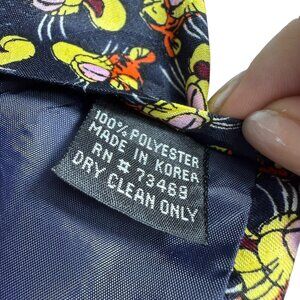 100% POLYESTER
MADE IN KOREA
RN # 73469
DRY CLEAN ONLY